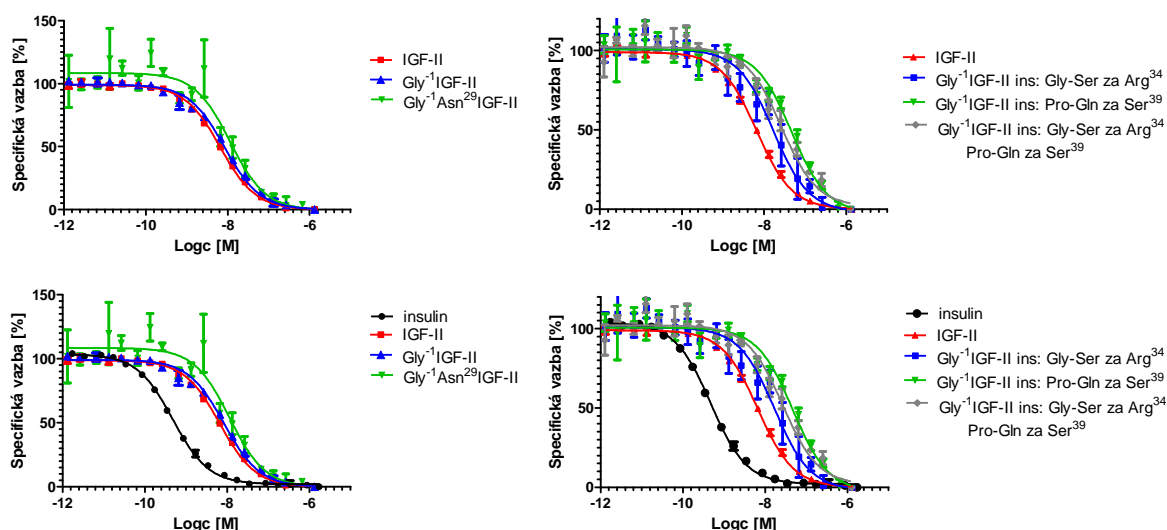 Specifická vazba [%]
150
100
50
0
-12 -10 -8 -6
Logc [M]
IGF-II
Gly⁻¹IGF-II
Gly⁻¹Asn²⁹IGF-II
Specifická vazba [%]
100
50
0
-12 -10 -8 -6
Logc [M]
IGF-II
Gly⁻¹IGF-II ins: Gly-Ser za Arg³⁴
Gly⁻¹IGF-II ins: Pro-Gln za Ser³⁹
Gly⁻¹IGF-II ins: Gly-Ser za Arg³⁴
Pro-Gln za Ser³⁹
Specifická vazba [%]
150
100
50
0
-12 -10 -8 -6
Logc [M]
insulin
IGF-II
Gly⁻¹IGF-II
Gly⁻¹Asn²⁹IGF-II
Specifická vazba [%]
100
50
0
-12 -10 -8 -6
Logc [M]
insulin
IGF-II
Gly⁻¹IGF-II ins: Gly-Ser za Arg³⁴
Gly⁻¹IGF-II ins: Pro-Gln za Ser³⁹
Gly⁻¹IGF-II ins: Gly-Ser za Arg³⁴
Pro-Gln za Ser³⁹